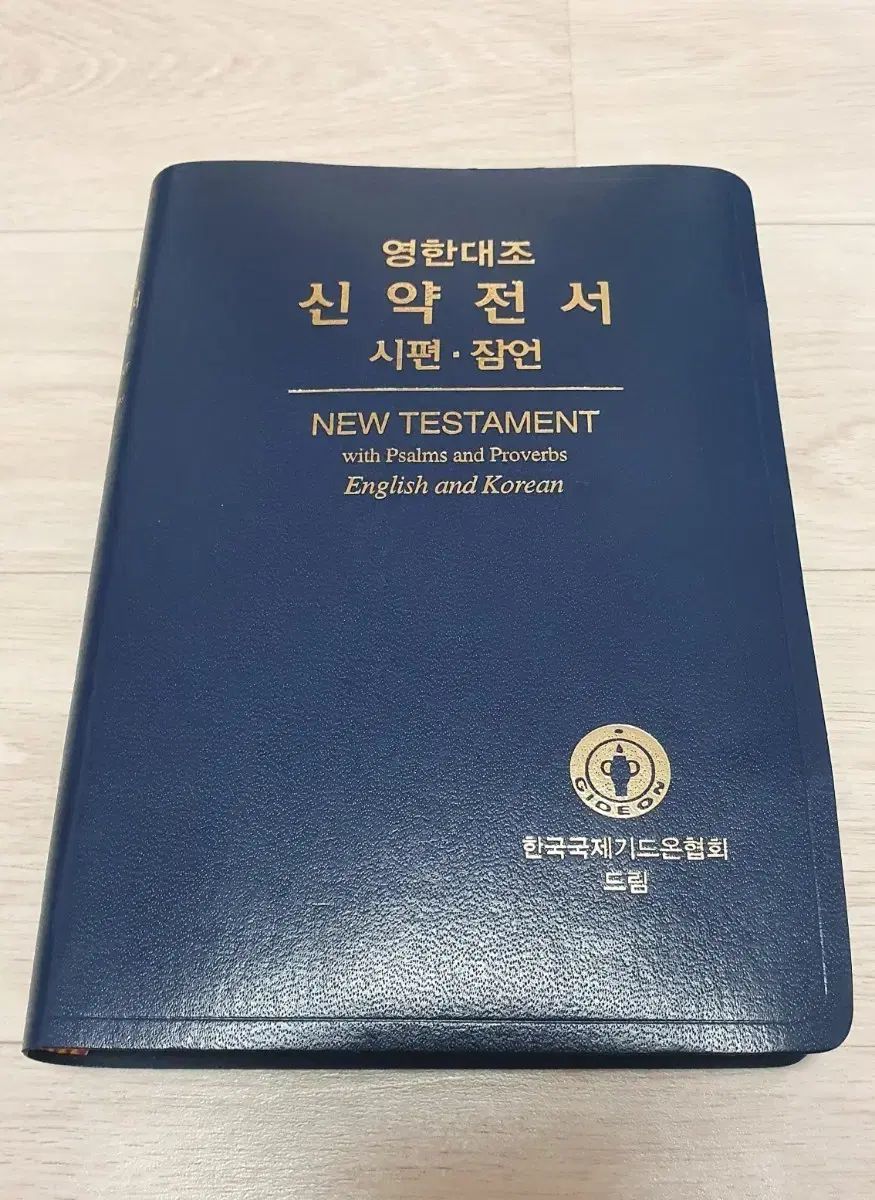 영한대조
신약전서
시편·잠언
NEW TESTAMENT
with Psalms and Proverbs
English and Korean
GIDEON
한국국제기드온협회
드림